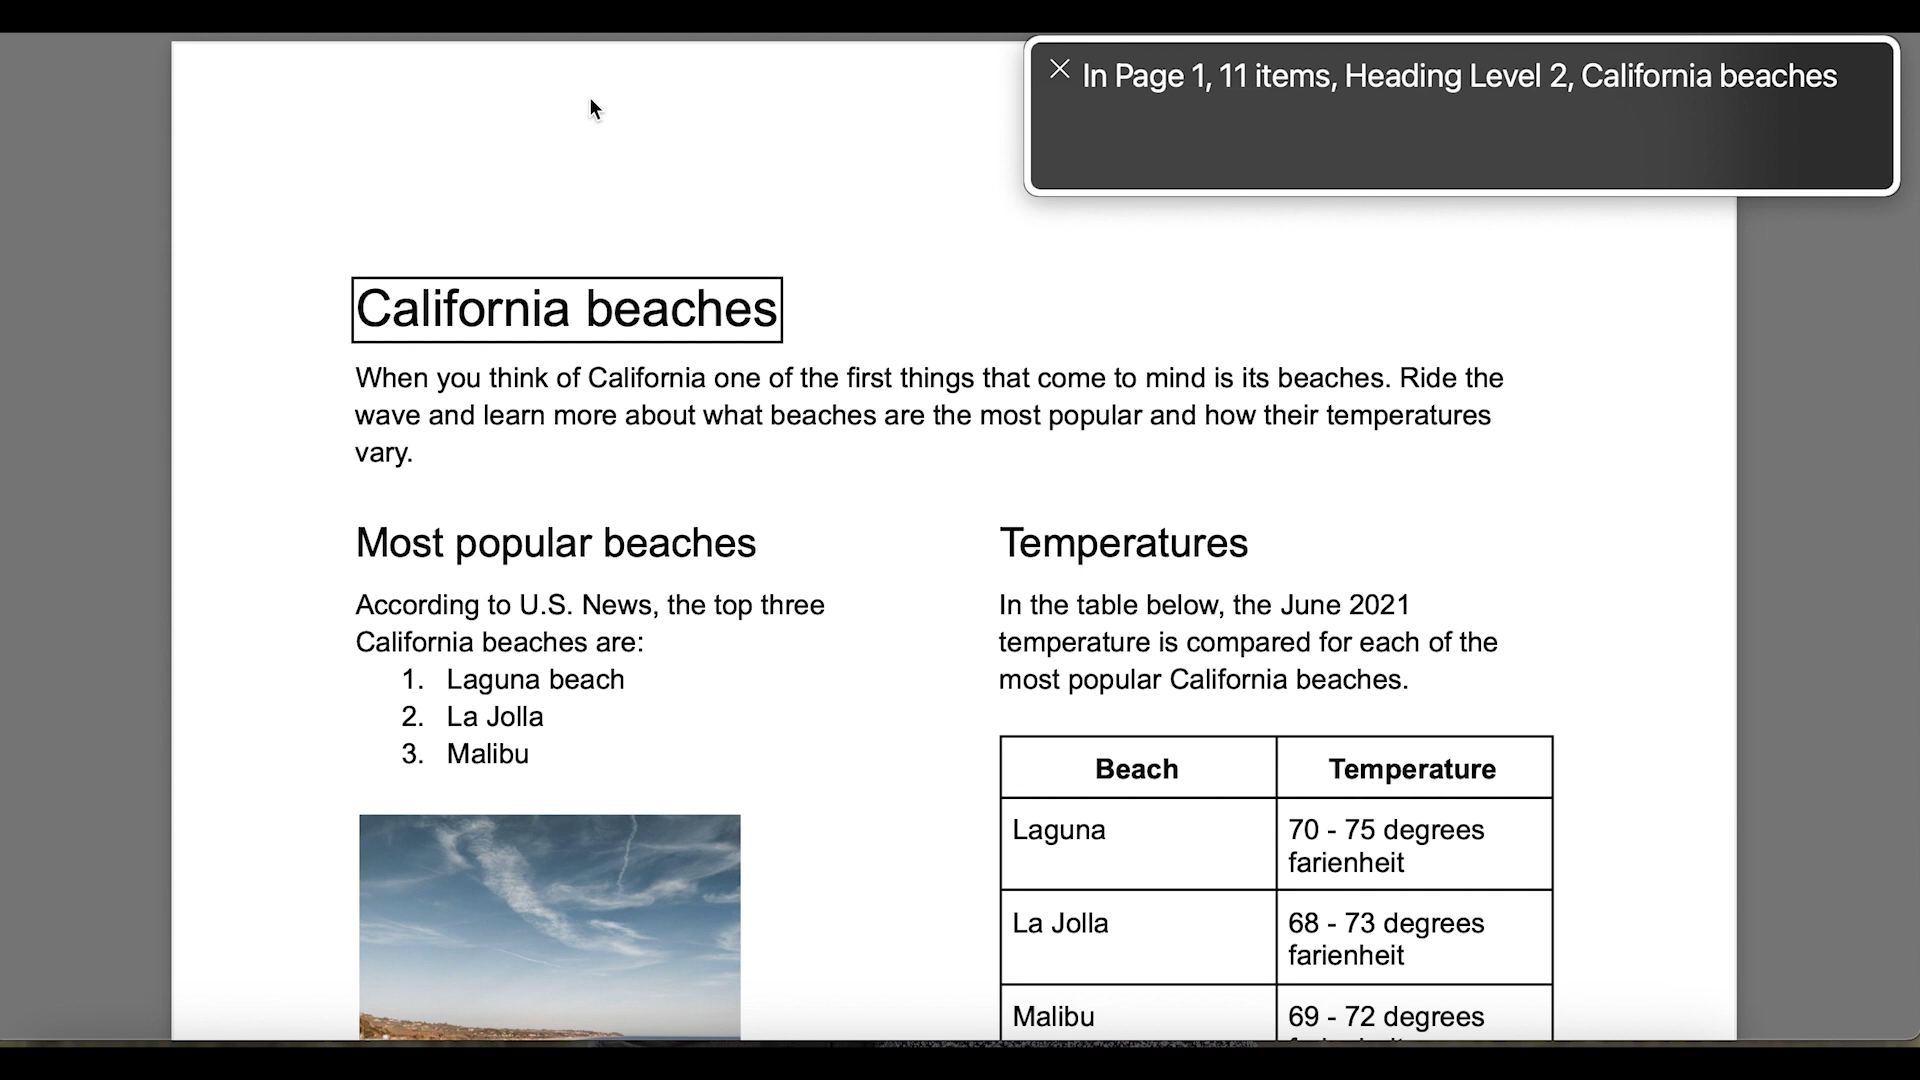 In Page 1, 11 items, Heading Level 2, California beaches
California beaches
When you think of California one of the first things that come to mind is its beaches. Ride the
wave and learn more about what beaches are the most popular and how their temperatures
vary.
Most popular beaches
According to U.S. News, the top three
California beaches are:
1. Laguna beach
2. La Jolla
3. Malibu
Temperatures
In the table below, the June 2021
temperature is compared for each of the
most popular California beaches.
Beach Temperature
Laguna 70 - 75 degrees
farienheit
La Jolla 68 - 73 degrees
farienheit
Malibu 69 - 72 degrees